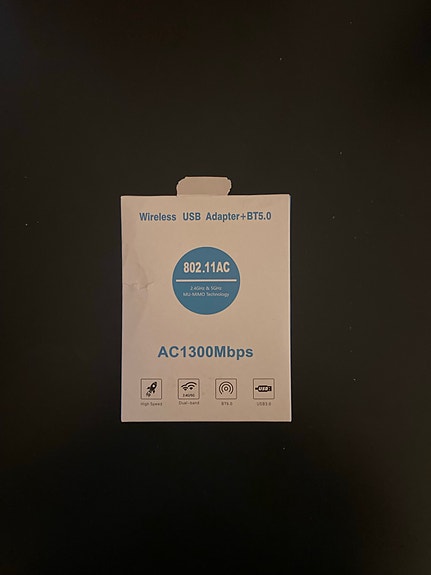 Wireless USB Adapter+BT5.0
802.11AC
2.4GHz & 5GHz
MU-MIMO Technology
AC1300Mbps
High Speed
Dual-band
BT5.0
USB3.0